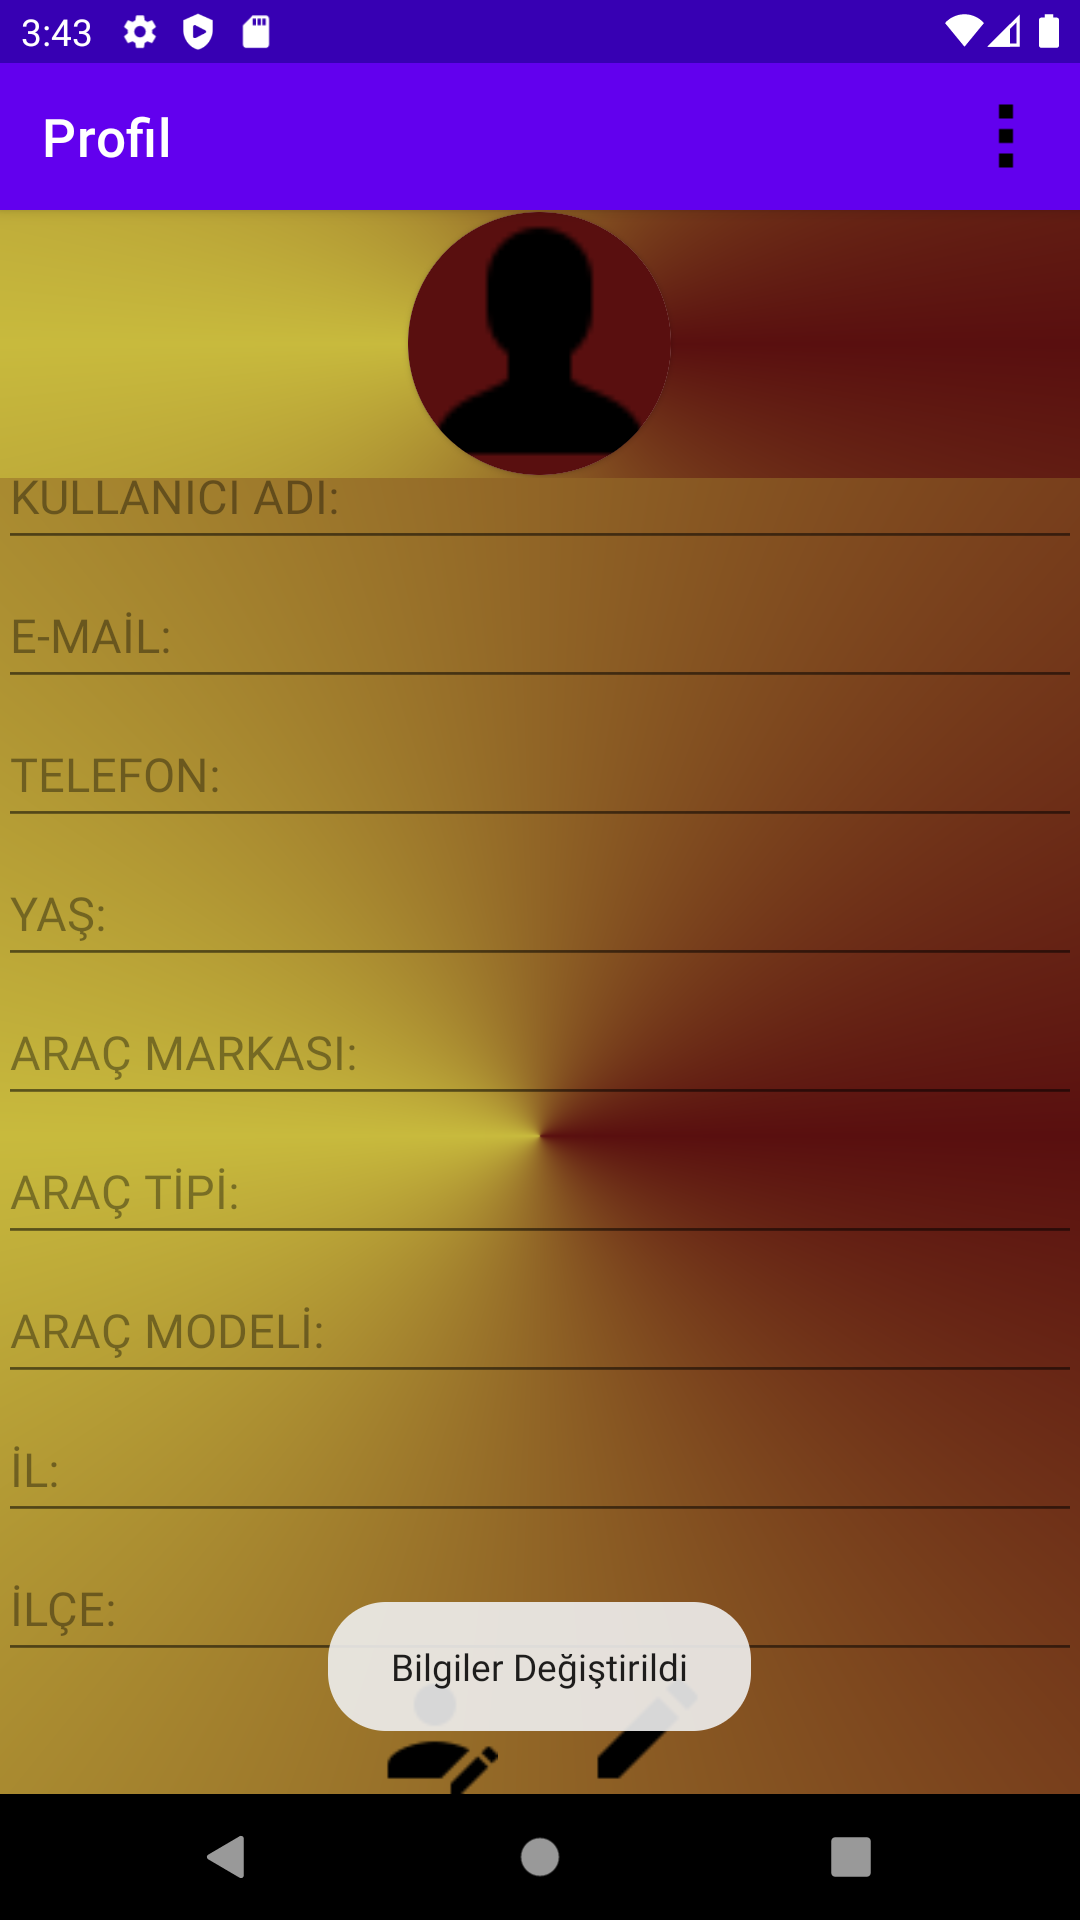 3:43
Profil
KULLANICI ADI:
E-MAİL:
TELEFON:
YAŞ:
ARAÇ MARKASI:
ARAÇ TİPİ:
ARAÇ MODELİ:
İL:
İLÇE:
Bilgiler Değiştirildi